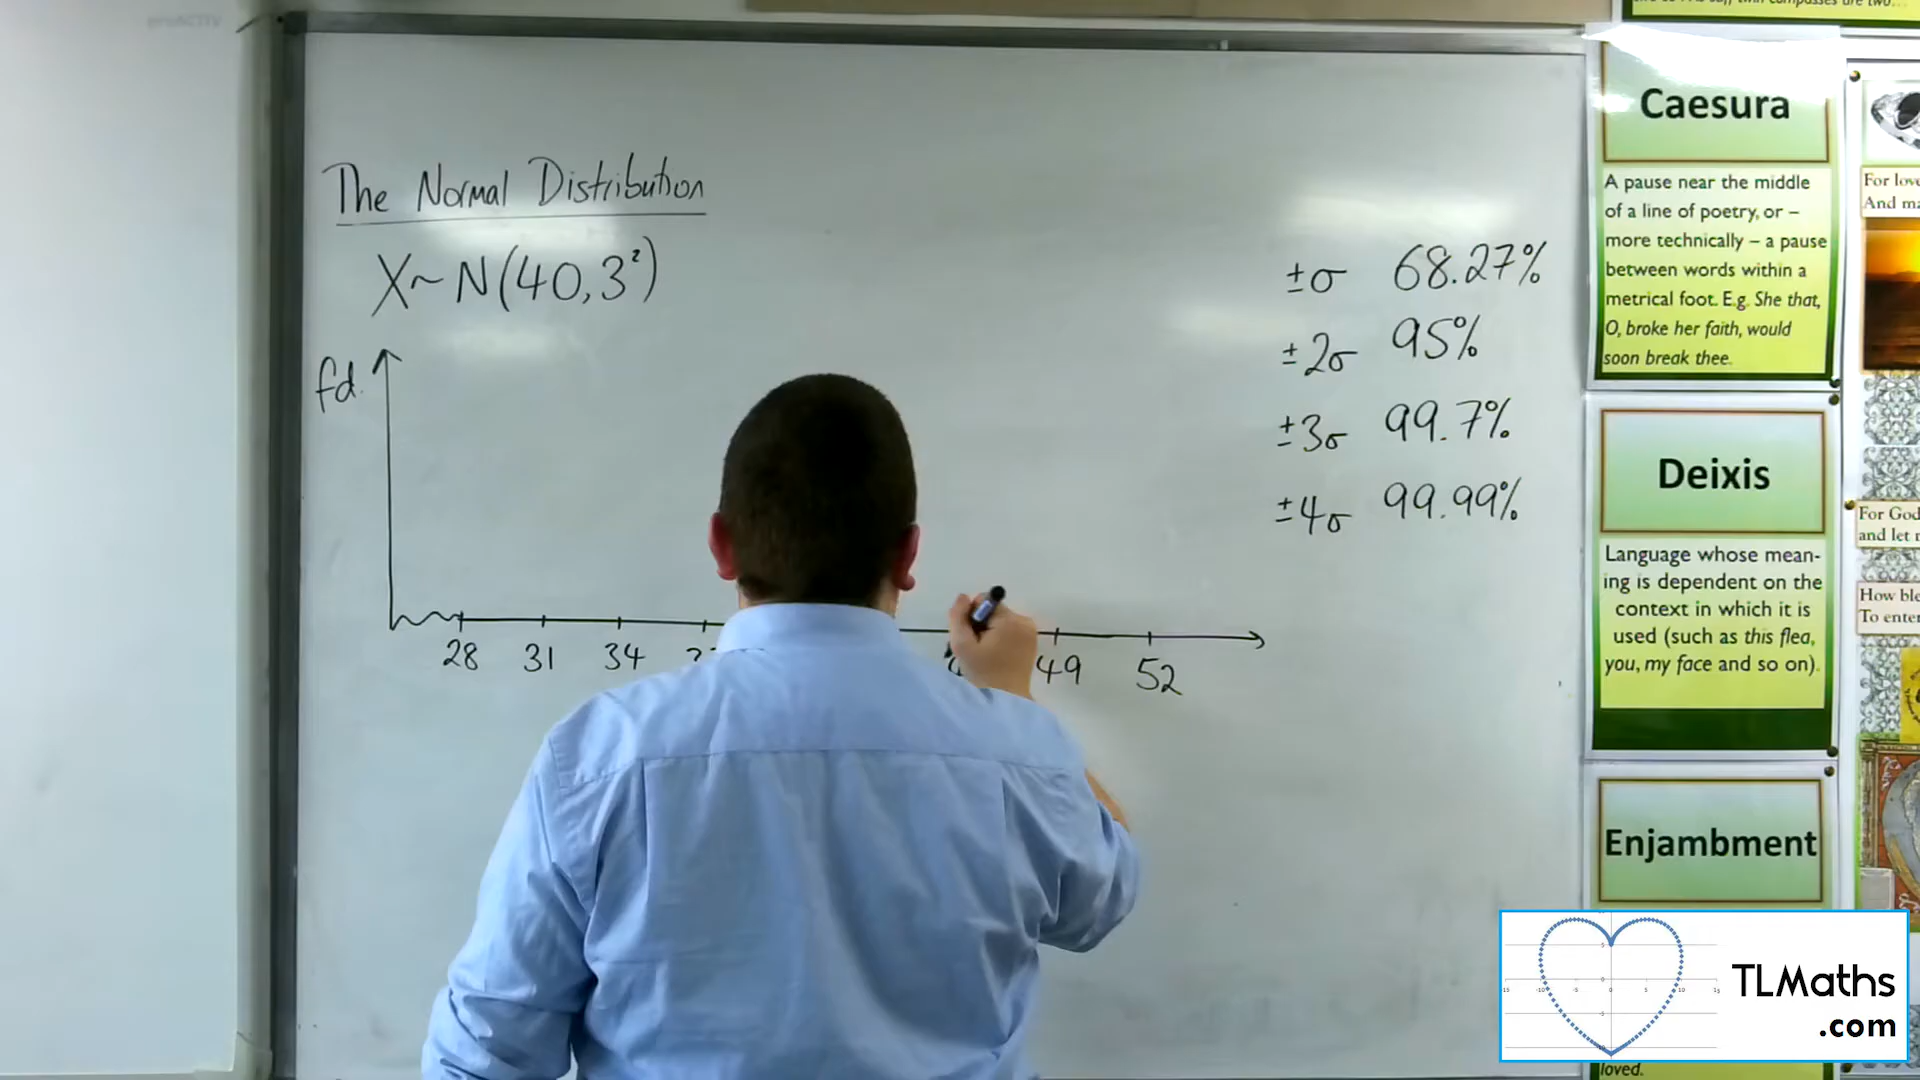 The Normal Distribution
X~N(40,3²)
fd.
28 31 34
49 52
±σ 68.27%
±2σ 95%
±3σ 99.7%
±4σ 99.99%
Caesura
A pause near the middle
of a line of poetry, or –
more technically – a pause
between words within a
metrical foot. E.g. She that,
O, broke her faith, would
soon break thee.
Deixis
Language whose mean-
ing is dependent on the
context in which it is
used (such as this flea,
you, my face and so on).
Enjambment
loved.
For
And
For God
and let
How
To
TLMaths
.com